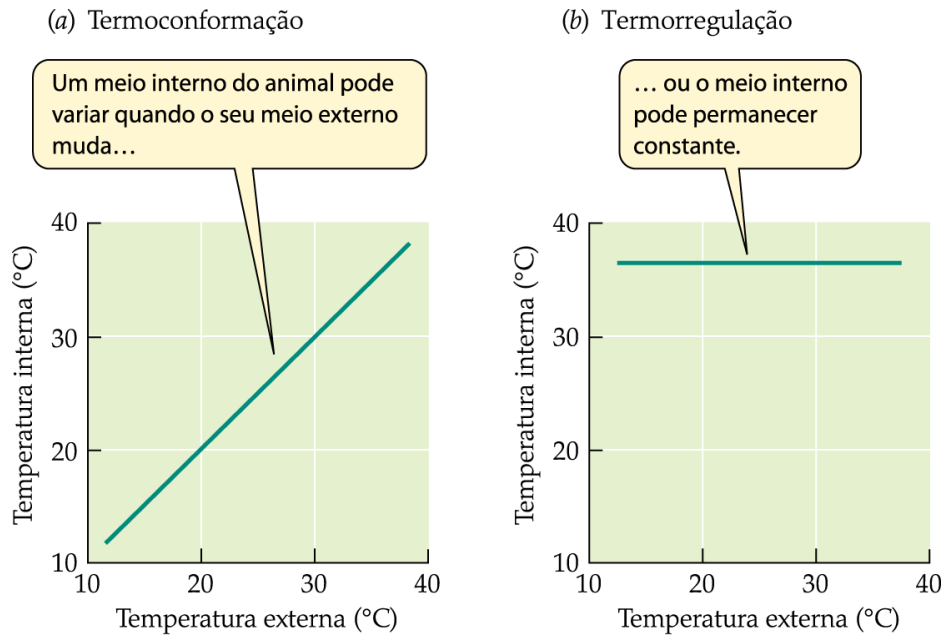 (a) Termoconformação
Um meio interno do animal pode
variar quando o seu meio externo
muda…
Temperatura interna (°C)
40
30
20
10
10 20 30 40
Temperatura externa (°C)
(b) Termorregulação
… ou o meio interno
pode permanecer
constante.
Temperatura interna (°C)
40
30
20
10
10 20 30 40
Temperatura externa (°C)